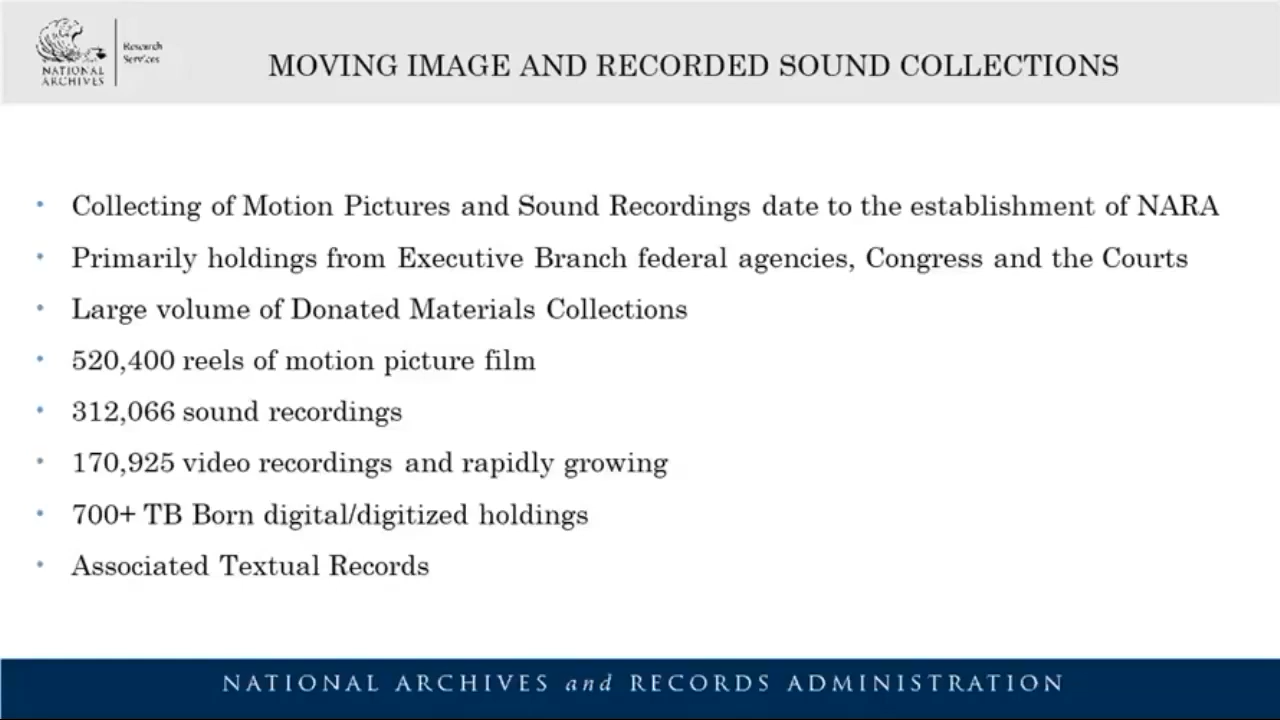 NATIONAL
ARCHIVES
Research
Services
MOVING IMAGE AND RECORDED SOUND COLLECTIONS
• Collecting of Motion Pictures and Sound Recordings date to the establishment of NARA
• Primarily holdings from Executive Branch federal agencies, Congress and the Courts
• Large volume of Donated Materials Collections
• 520,400 reels of motion picture film
• 312,066 sound recordings
• 170,925 video recordings and rapidly growing
• 700+ TB Born digital/digitized holdings
• Associated Textual Records
NATIONAL ARCHIVES and RECORDS ADMINISTRATION